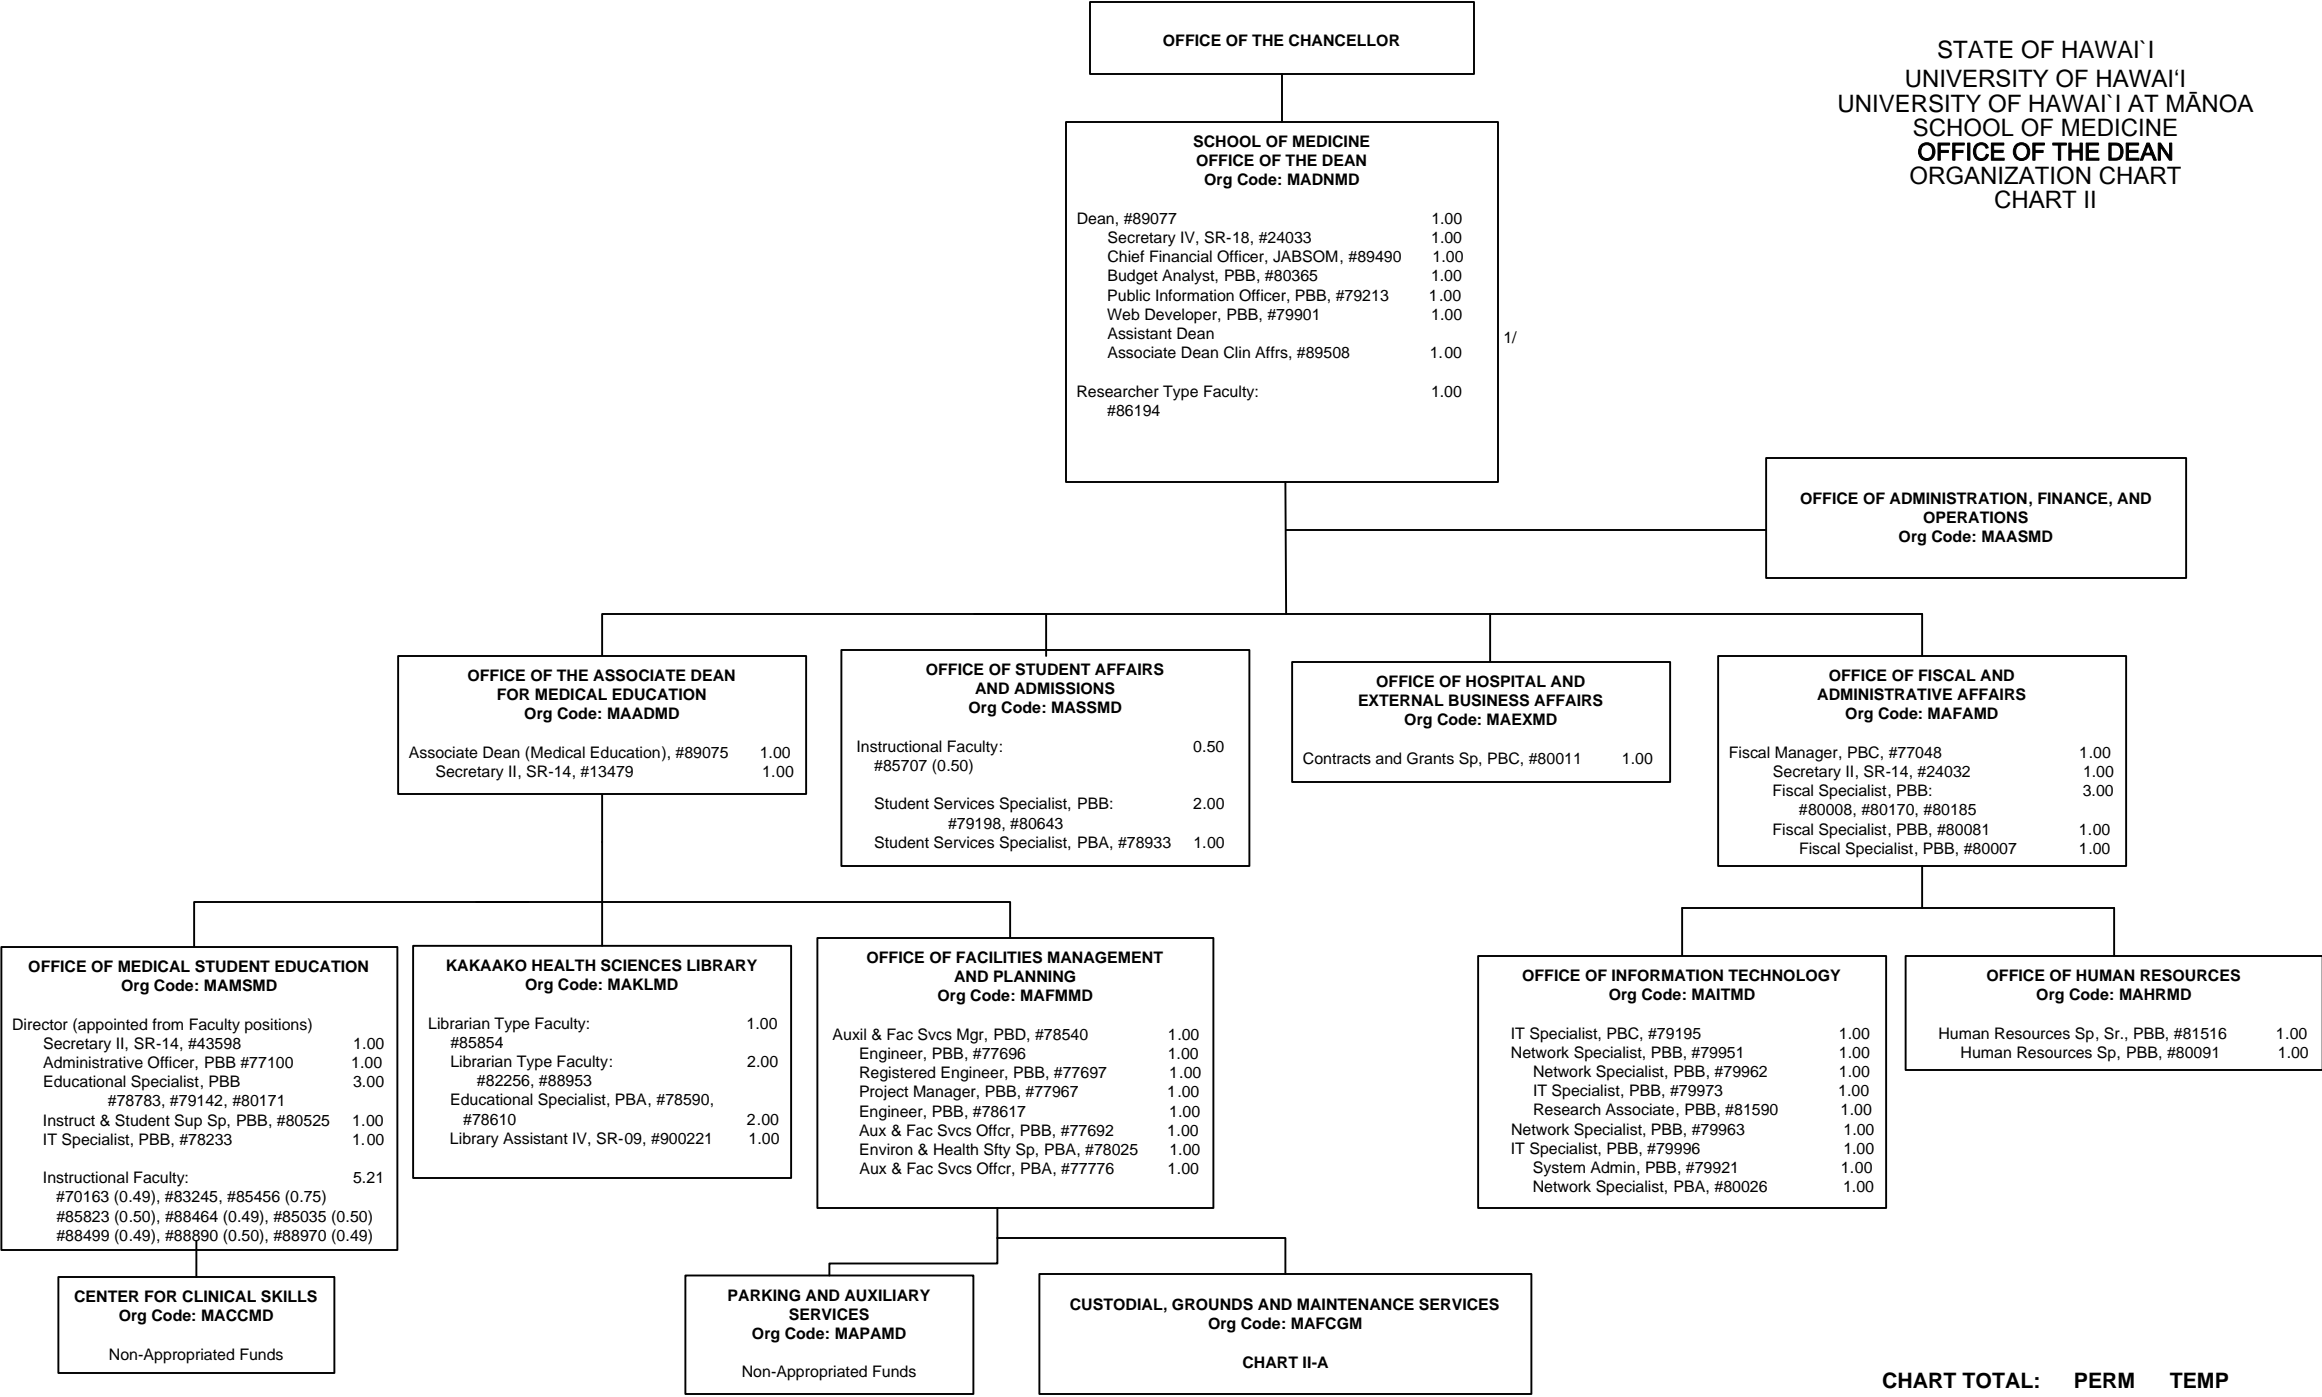 OFFICE OF THE CHANCELLOR
STATE OF HAWAI`I
UNIVERSITY OF HAWAI‘I
UNIVERSITY OF HAWAI`I AT MĀNOA
SCHOOL OF MEDICINE
OFFICE OF THE DEAN
ORGANIZATION CHART
CHART II
SCHOOL OF MEDICINE
OFFICE OF THE DEAN
Org Code: MADNMD
Dean, #89077 1.00
Secretary IV, SR-18, #24033 1.00
Chief Financial Officer, JABSOM, #89490 1.00
Budget Analyst, PBB, #80365 1.00
Public Information Officer, PBB, #79213 1.00
Web Developer, PBB, #79901 1.00
Assistant Dean 1/
Associate Dean Clin Affrs, #89508 1.00
Researcher Type Faculty: 1.00
#86194
OFFICE OF ADMINISTRATION, FINANCE, AND
OPERATIONS
Org Code: MAASMD
OFFICE OF THE ASSOCIATE DEAN
FOR MEDICAL EDUCATION
Org Code: MAADMD
Associate Dean (Medical Education), #89075 1.00
Secretary II, SR-14, #13479 1.00
OFFICE OF STUDENT AFFAIRS
AND ADMISSIONS
Org Code: MASSMD
Instructional Faculty: 0.50
#85707 (0.50)
Student Services Specialist, PBB: 2.00
#79198, #80643
Student Services Specialist, PBA, #78933 1.00
OFFICE OF HOSPITAL AND
EXTERNAL BUSINESS AFFAIRS
Org Code: MAEXMD
Contracts and Grants Sp, PBC, #80011 1.00
OFFICE OF FISCAL AND
ADMINISTRATIVE AFFAIRS
Org Code: MAFAMD
Fiscal Manager, PBC, #77048 1.00
Secretary II, SR-14, #24032 1.00
Fiscal Specialist, PBB: 3.00
#80008, #80170, #80185
Fiscal Specialist, PBB, #80081 1.00
Fiscal Specialist, PBB, #80007 1.00
OFFICE OF MEDICAL STUDENT EDUCATION
Org Code: MAMSMD
Director (appointed from Faculty positions)
Secretary II, SR-14, #43598 1.00
Administrative Officer, PBB #77100 1.00
Educational Specialist, PBB 3.00
#78783, #79142, #80171
Instruct & Student Sup Sp, PBB, #80525 1.00
IT Specialist, PBB, #78233 1.00
Instructional Faculty: 5.21
#70163 (0.49), #83245, #85456 (0.75)
#85823 (0.50), #88464 (0.49), #85035 (0.50)
#88499 (0.49), #88890 (0.50), #88970 (0.49)
KAKAAKO HEALTH SCIENCES LIBRARY
Org Code: MAKLMD
Librarian Type Faculty: 1.00
#85854
Librarian Type Faculty: 2.00
#82256, #88953
Educational Specialist, PBA, #78590,
#78610 2.00
Library Assistant IV, SR-09, #900221 1.00
OFFICE OF FACILITIES MANAGEMENT
AND PLANNING
Org Code: MAFMMD
Auxil & Fac Svcs Mgr, PBD, #78540 1.00
Engineer, PBB, #77696 1.00
Registered Engineer, PBB, #77697 1.00
Project Manager, PBB, #77967 1.00
Engineer, PBB, #78617 1.00
Aux & Fac Svcs Offcr, PBB, #77692 1.00
Environ & Health Sfty Sp, PBA, #78025 1.00
Aux & Fac Svcs Offcr, PBA, #77776 1.00
OFFICE OF INFORMATION TECHNOLOGY
Org Code: MAITMD
IT Specialist, PBC, #79195 1.00
Network Specialist, PBB, #79951 1.00
Network Specialist, PBB, #79962 1.00
IT Specialist, PBB, #79973 1.00
Research Associate, PBB, #81590 1.00
Network Specialist, PBB, #79963 1.00
IT Specialist, PBB, #79996 1.00
System Admin, PBB, #79921 1.00
Network Specialist, PBA, #80026 1.00
OFFICE OF HUMAN RESOURCES
Org Code: MAHRMD
Human Resources Sp, Sr., PBB, #81516 1.00
Human Resources Sp, PBB, #80091 1.00
CENTER FOR CLINICAL SKILLS
Org Code: MACCMD
Non-Appropriated Funds
PARKING AND AUXILIARY
SERVICES
Org Code: MAPAMD
Non-Appropriated Funds
CUSTODIAL, GROUNDS AND MAINTENANCE SERVICES
Org Code: MAFCGM
CHART II-A
CHART TOTAL: PERM TEMP